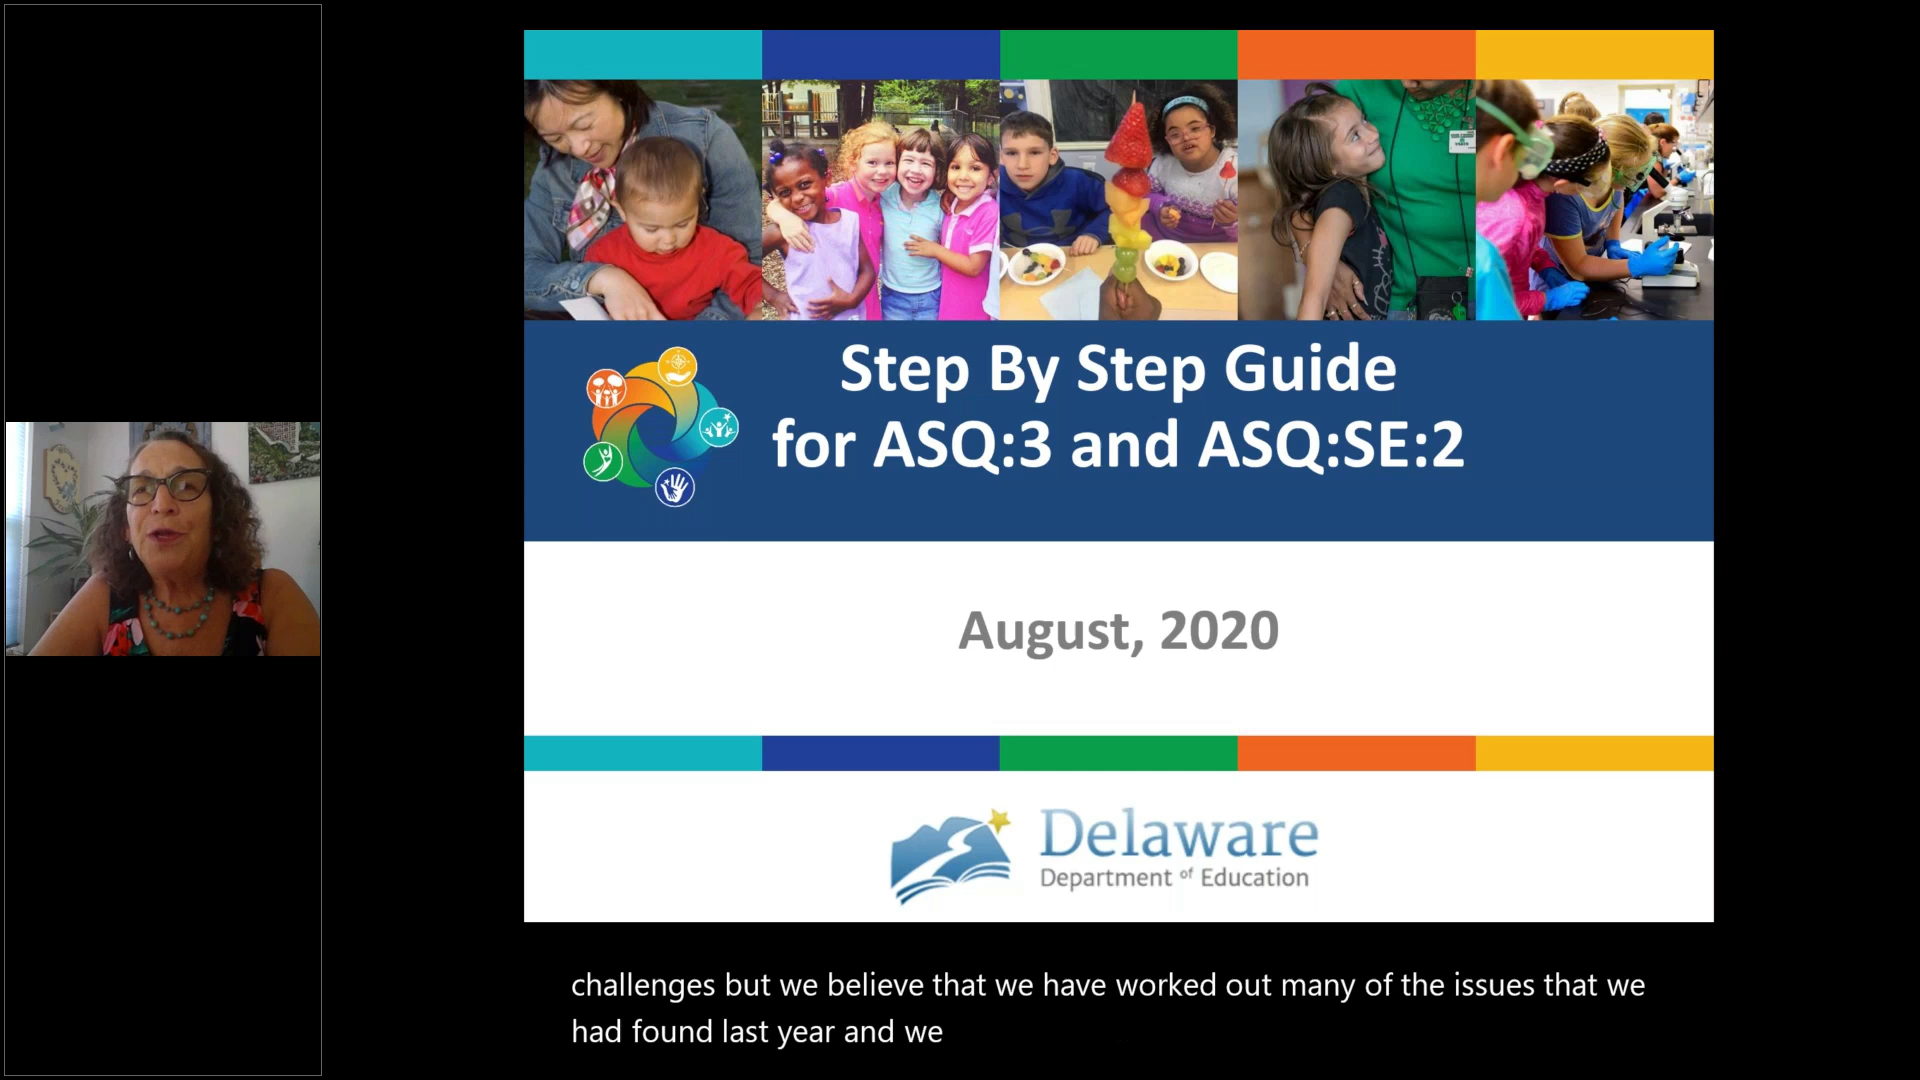 Step By Step Guide
for ASQ:3 and ASQ:SE:2
August, 2020
Delaware
Department of Education
challenges but we believe that we have worked out many of the issues that we
had found last year and we